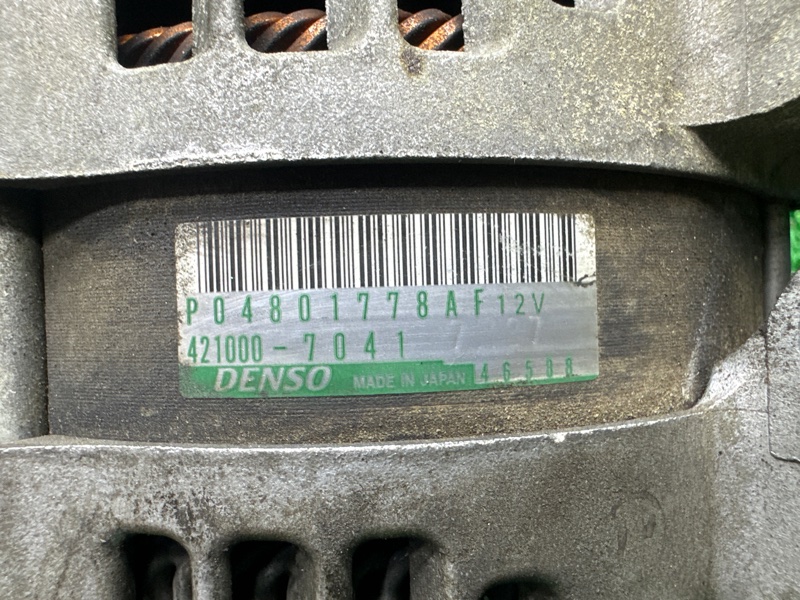 P04801778AF 12V
421000-7041
DENSO MADE IN JAPAN 46508